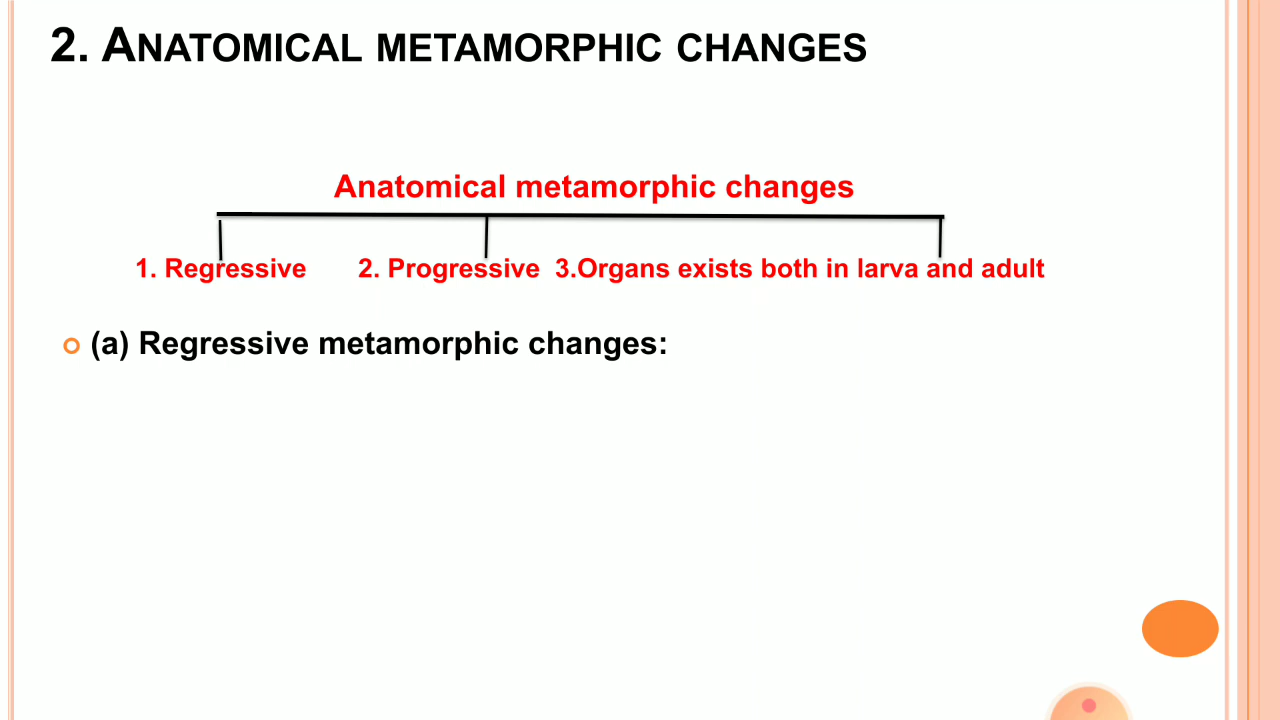 2. ANATOMICAL METAMORPHIC CHANGES
Anatomical metamorphic changes
1. Regressive 2. Progressive 3.Organs exists both in larva and adult
(a) Regressive metamorphic changes: